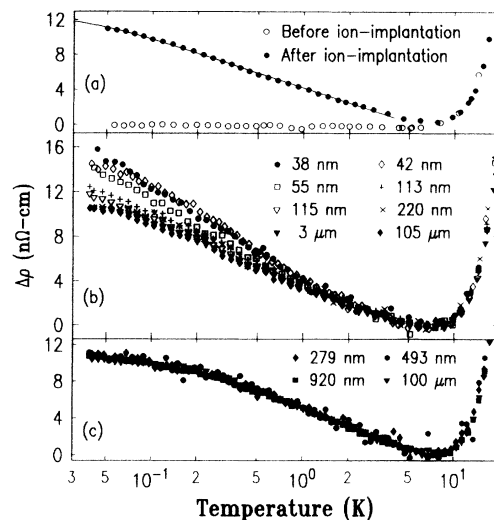 12
8
4
0
(a)
○ Before ion-implantation
● After ion-implantation
16
12
8
4
0
(b)
● 38 nm ◇ 42 nm
□ 55 nm + 113 nm
▽ 115 nm × 220 nm
▼ 3 μm ◆ 105 μm
Δρ (nΩ-cm)
12
8
4
0
(c)
◆ 279 nm ● 493 nm
■ 920 nm ▼ 100 μm
3 5 10⁻¹ 2 5 10⁰ 2 5 10¹
Temperature (K)